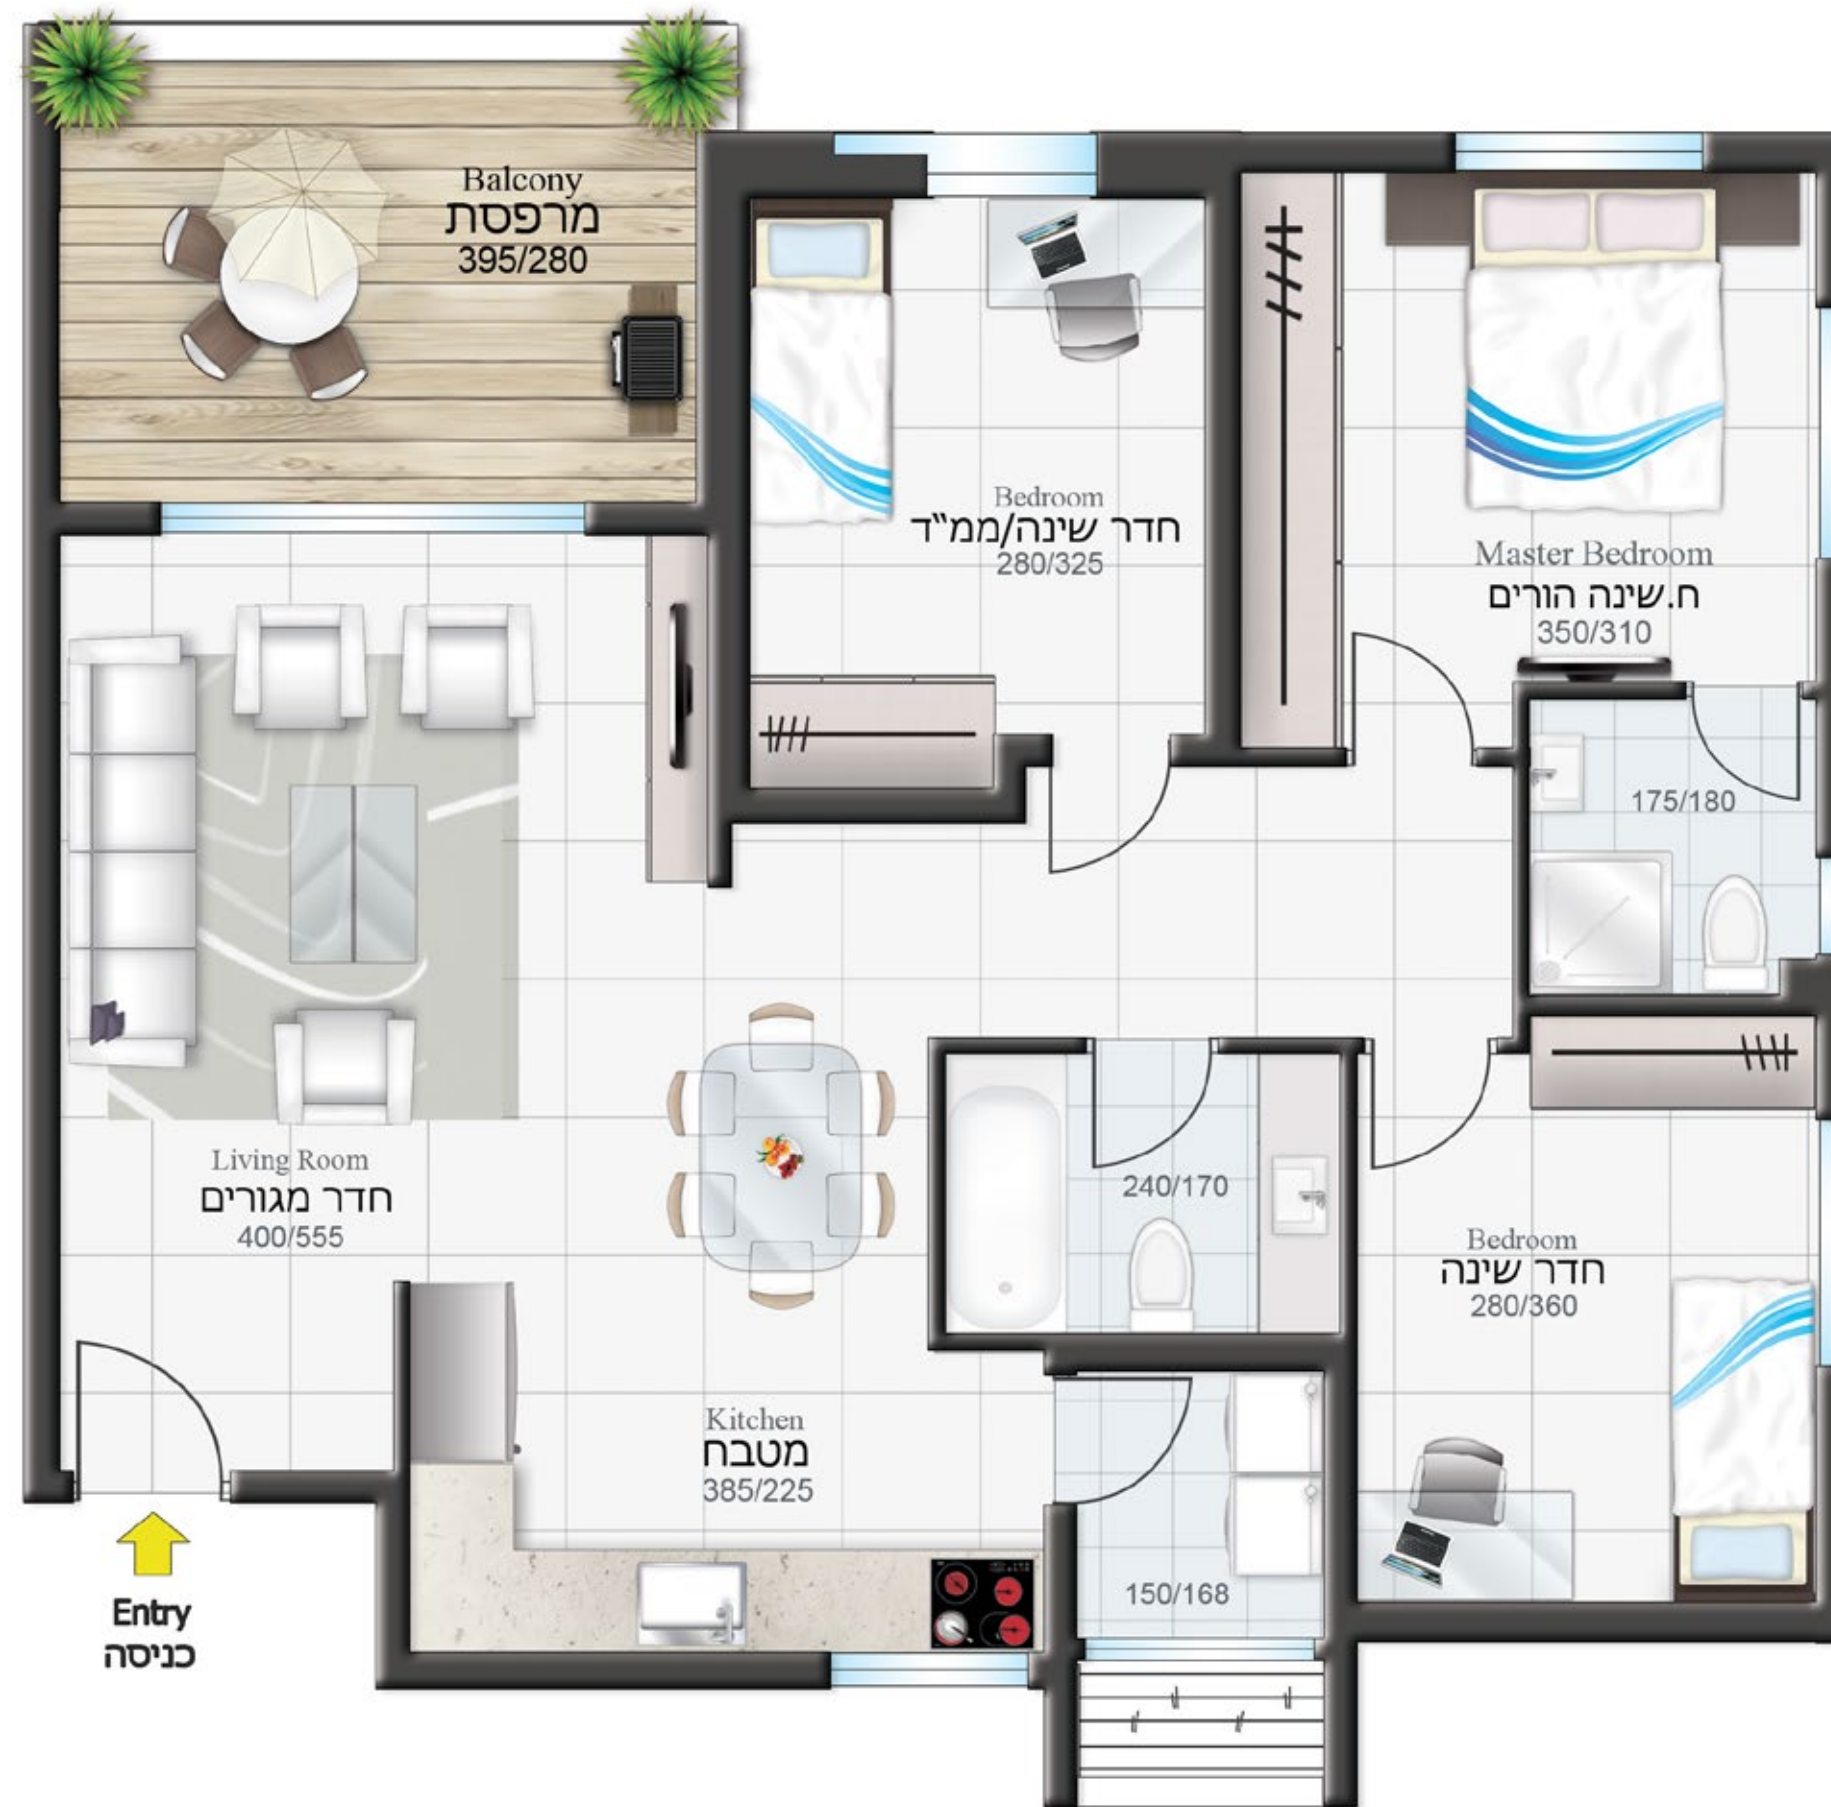 Balcony
מרפסת
395/280
Bedroom
חדר שינה/ממ"ד
280/325
Master Bedroom
ח.שינה הורים
350/310
175/180
Living Room
חדר מגורים
400/555
240/170
Bedroom
חדר שינה
280/360
Kitchen
מטבח
385/225
150/168
Entry
כניסה